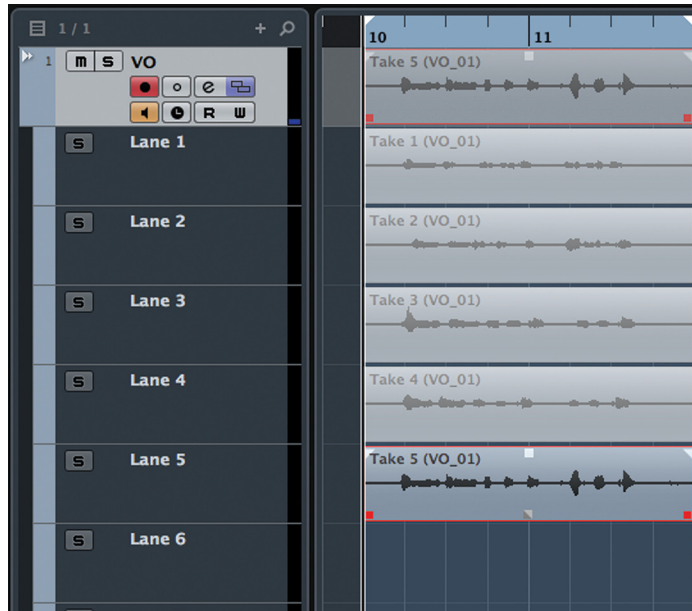 1 / 1 +
10 11
1 m S VO
e
R W
Take 5 (VO_01)
S Lane 1
Take 1 (VO_01)
S Lane 2
Take 2 (VO_01)
S Lane 3
Take 3 (VO_01)
S Lane 4
Take 4 (VO_01)
S Lane 5
Take 5 (VO_01)
S Lane 6